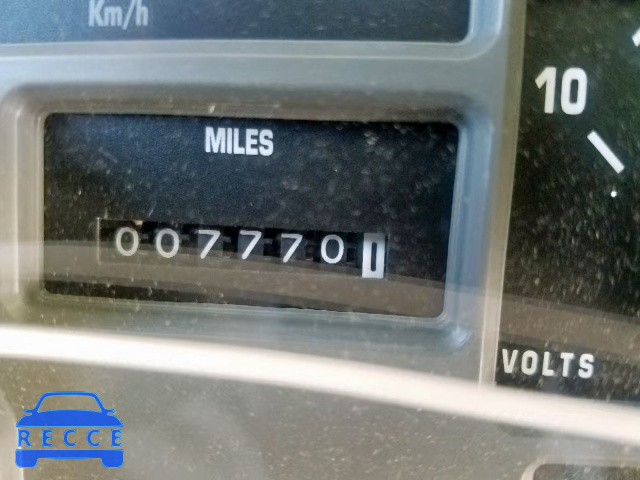 Km/h
10
MILES
0077701
VOLTS
RECCE